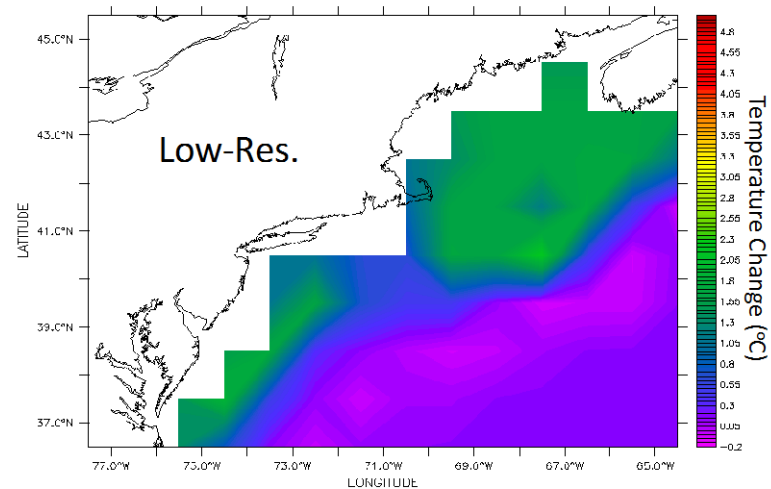 45.0°N
43.0°N
41.0°N
39.0°N
37.0°N
LATITUDE
Low-Res.
77.0°W 75.0°W 73.0°W 71.0°W 69.0°W 67.0°W 65.0°W
LONGITUDE
4.8
4.55
4.3
4.05
3.8
3.55
3.3
3.05
2.8
2.55
2.3
2.05
1.8
1.55
1.3
1.05
0.8
0.55
0.3
0.05
-0.2
Temperature Change (ºC)